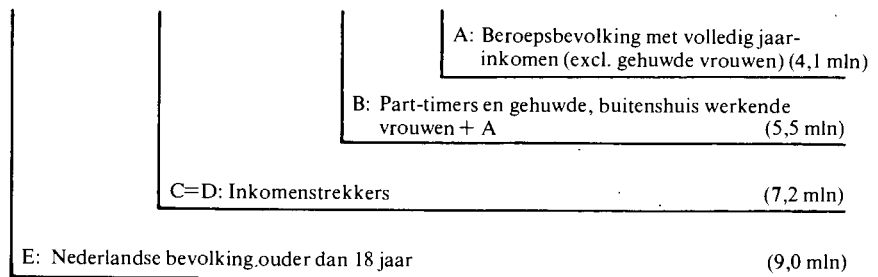 A: Beroepsbevolking met volledig jaar-
inkomen (excl. gehuwde vrouwen) (4,1 mln)
B: Part-timers en gehuwde, buitenshuis werkende
vrouwen + A (5,5 mln)
C=D: Inkomenstrekkers (7,2 mln)
E: Nederlandse bevolking.ouder dan 18 jaar (9,0 mln)